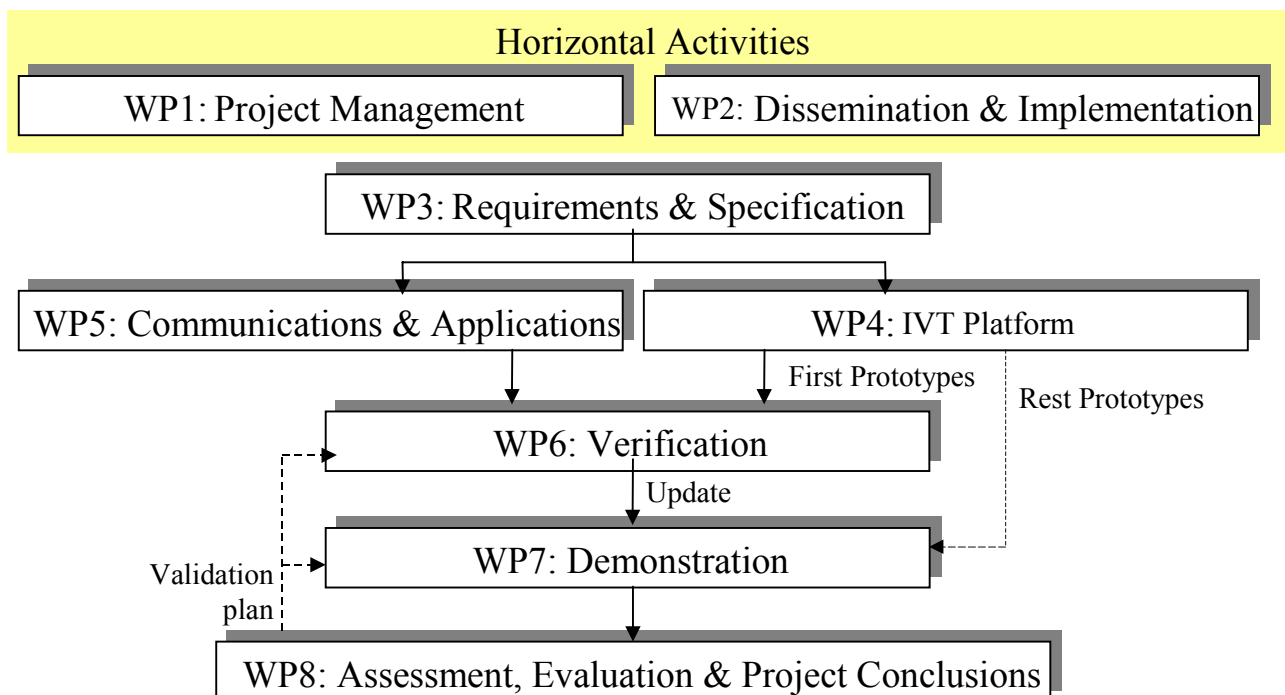 Horizontal Activities
WP1: Project Management
WP2: Dissemination & Implementation
WP3: Requirements & Specification
WP5: Communications & Applications
WP4: IVT Platform
First Prototypes
Rest Prototypes
WP6: Verification
Update
WP7: Demonstration
Validation
plan
WP8: Assessment, Evaluation & Project Conclusions